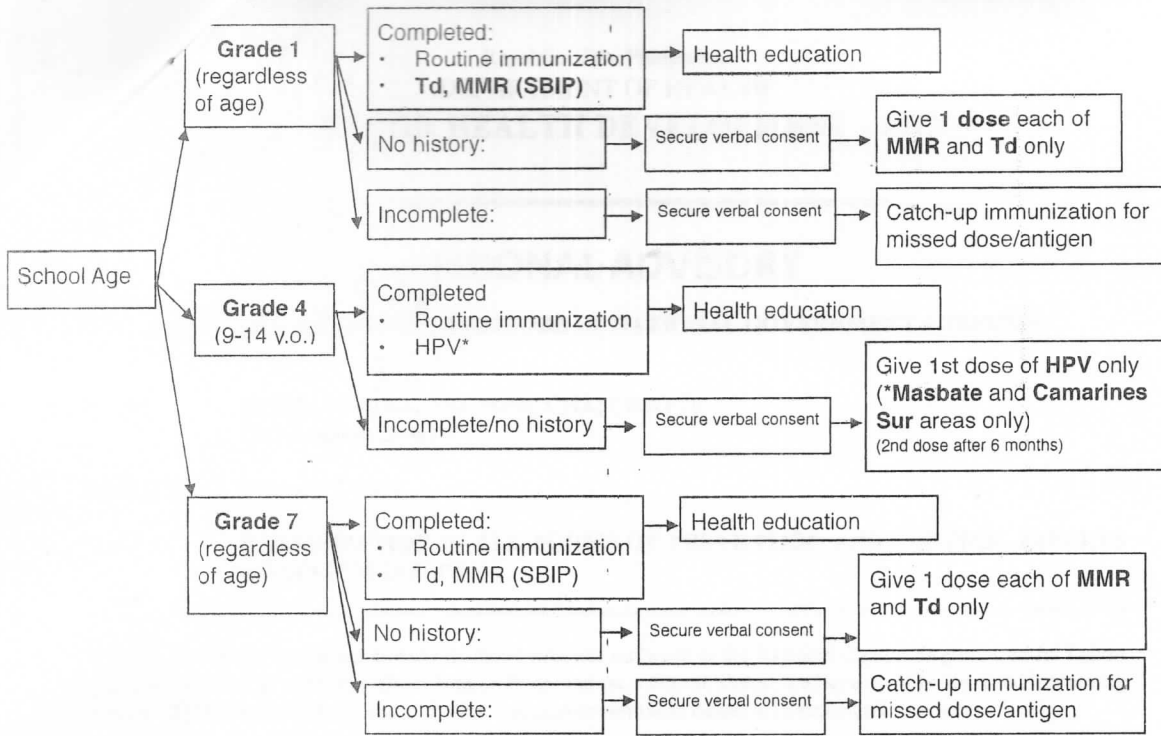 Grade 1
(regardless
of age)
Completed:
• Routine immunization
• Td, MMR (SBIP)
Health education
No history:
Secure verbal consent
Give 1 dose each of
MMR and Td only
Incomplete:
Secure verbal consent
Catch-up immunization for
missed dose/antigen
School Age
Grade 4
(9-14 y.o.)
Completed
• Routine immunization
• HPV*
Health education
Incomplete/no history
Secure verbal consent
Give 1st dose of HPV only
(*Masbate and Camarines
Sur areas only)
(2nd dose after 6 months)
Grade 7
(regardless
of age)
Completed:
• Routine immunization
• Td, MMR (SBIP)
Health education
No history:
Secure verbal consent
Give 1 dose each of MMR
and Td only
Incomplete:
Secure verbal consent
Catch-up immunization for
missed dose/antigen